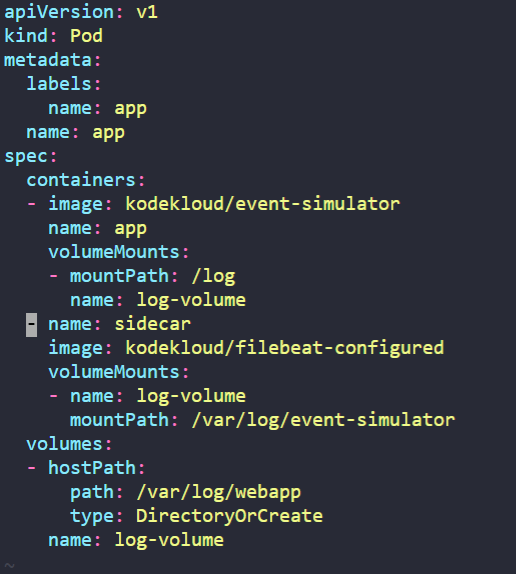 apiVersion: v1
kind: Pod
metadata:
  labels:
    name: app
  name: app
spec:
  containers:
  - image: kodekloud/event-simulator
    name: app
    volumeMounts:
    - mountPath: /log
      name: log-volume
  - name: sidecar
    image: kodekloud/filebeat-configured
    volumeMounts:
    - name: log-volume
      mountPath: /var/log/event-simulator
  volumes:
  - hostPath:
      path: /var/log/webapp
      type: DirectoryOrCreate
    name: log-volume
~